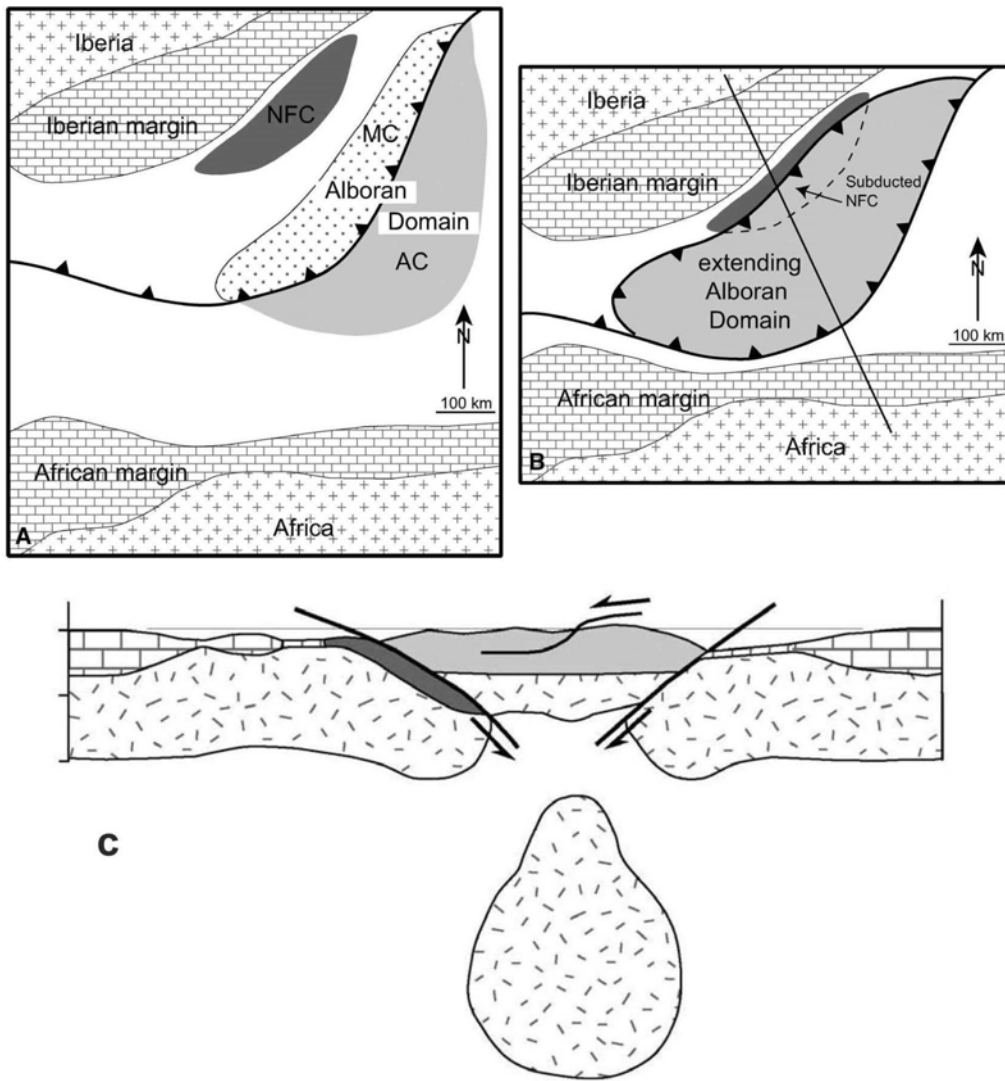 Iberia
Iberian margin
NFC
MC
Alboran
Domain
AC
N
100 km
African margin
Africa
A
Iberia
Iberian margin
Subducted
NFC
extending
Alboran
Domain
N
100 km
African margin
Africa
B
C